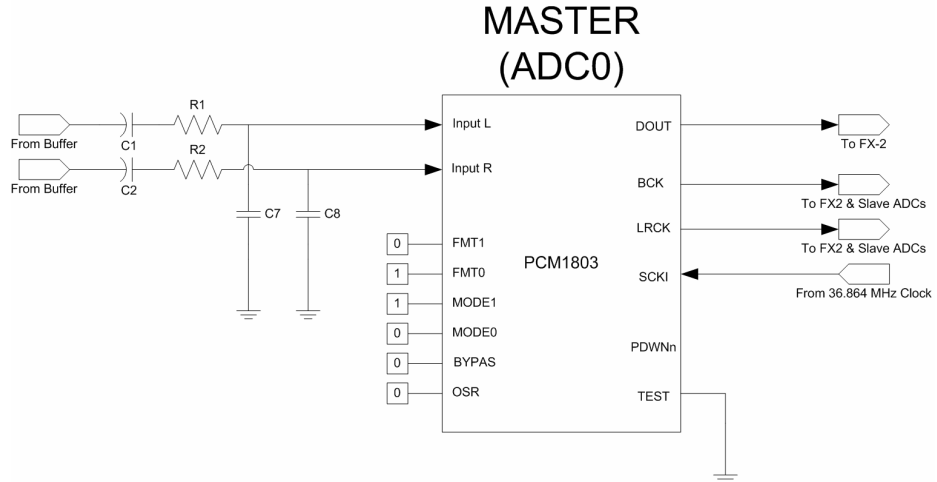 MASTER
(ADC0)
R1
From Buffer
C1
Input L
DOUT
To FX-2
R2
From Buffer
C2
Input R
BCK
To FX2 & Slave ADCs
C7
C8
LRCK
To FX2 & Slave ADCs
0
FMT1
PCM1803
1
FMT0
SCKI
From 36.864 MHz Clock
1
MODE1
0
MODE0
PDWNn
0
BYPAS
0
OSR
TEST